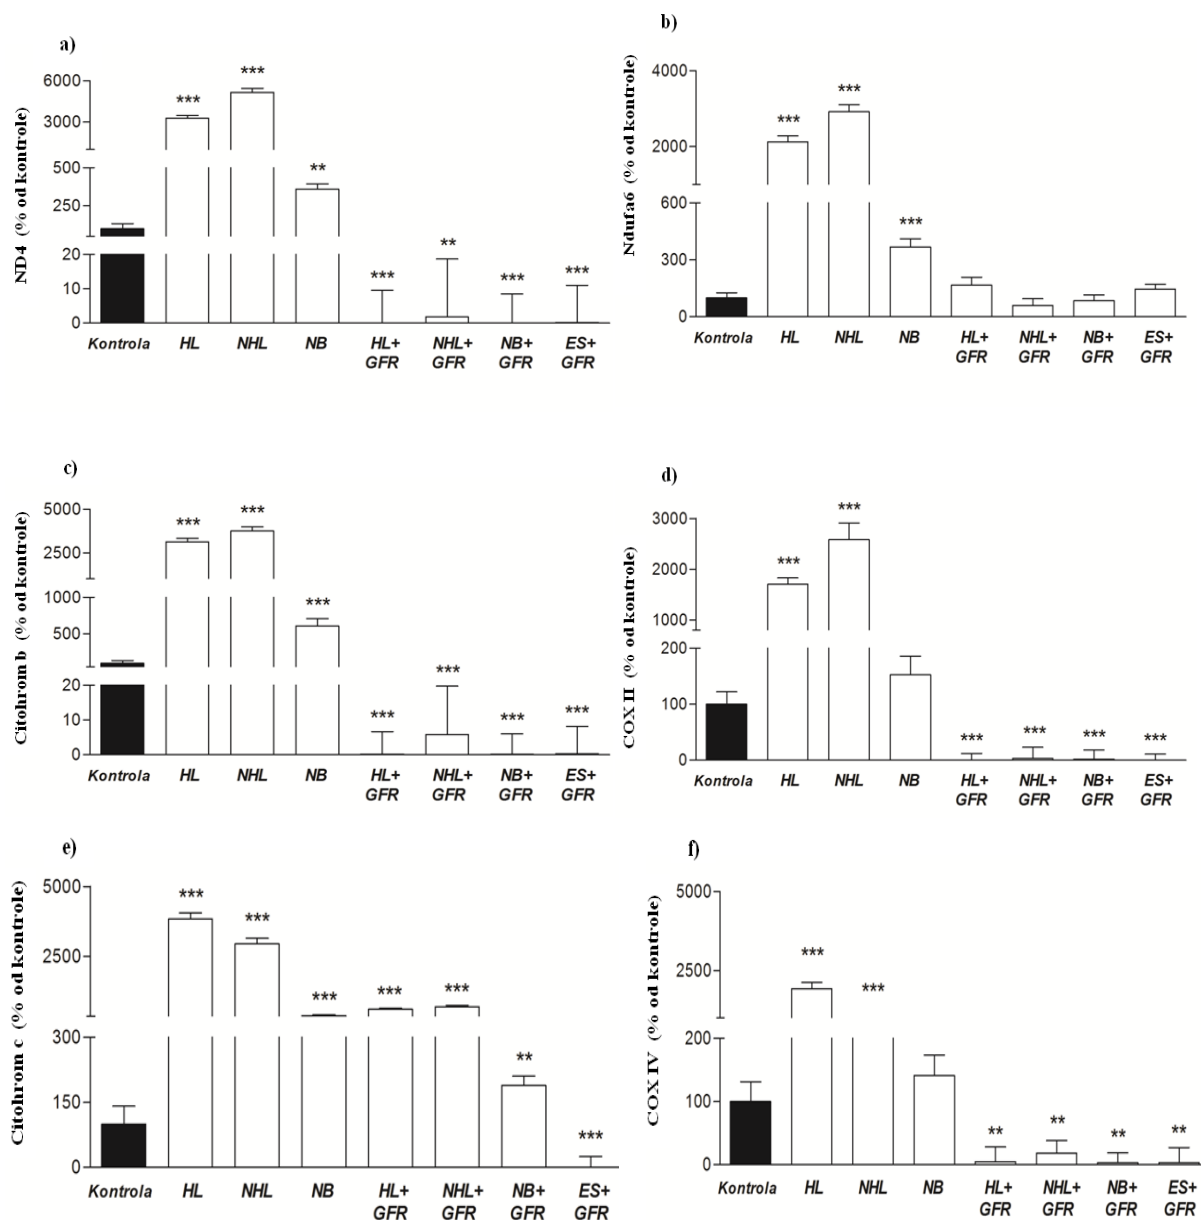 a)
ND4 (% od kontrole)
6000
3000
500
250
20
10
0
*** *** ** *** ** *** ***
Kontrola HL NHL NB HL+ GFR NHL+ GFR NB+ GFR ES+ GFR
b)
Ndufa6 (% od kontrole)
4000
2000
600
300
0
*** *** ***
Kontrola HL NHL NB HL+ GFR NHL+ GFR NB+ GFR ES+ GFR
c)
Citohrom b (% od kontrole)
5000
2500
1000
500
20
10
0
*** *** *** *** *** *** ***
Kontrola HL NHL NB HL+ GFR NHL+ GFR NB+ GFR ES+ GFR
d)
COX II (% od kontrole)
3000
2000
1000
200
100
0
*** *** *** *** *** ***
Kontrola HL NHL NB HL+ GFR NHL+ GFR NB+ GFR ES+ GFR
e)
Citohrom c (% od kontrole)
5000
2500
300
150
0
*** *** *** *** *** ** ***
Kontrola HL NHL NB HL+ GFR NHL+ GFR NB+ GFR ES+ GFR
f)
COX IV (% od kontrole)
5000
2500
200
100
0
*** *** ** ** ** **
Kontrola HL NHL NB HL+ GFR NHL+ GFR NB+ GFR ES+ GFR